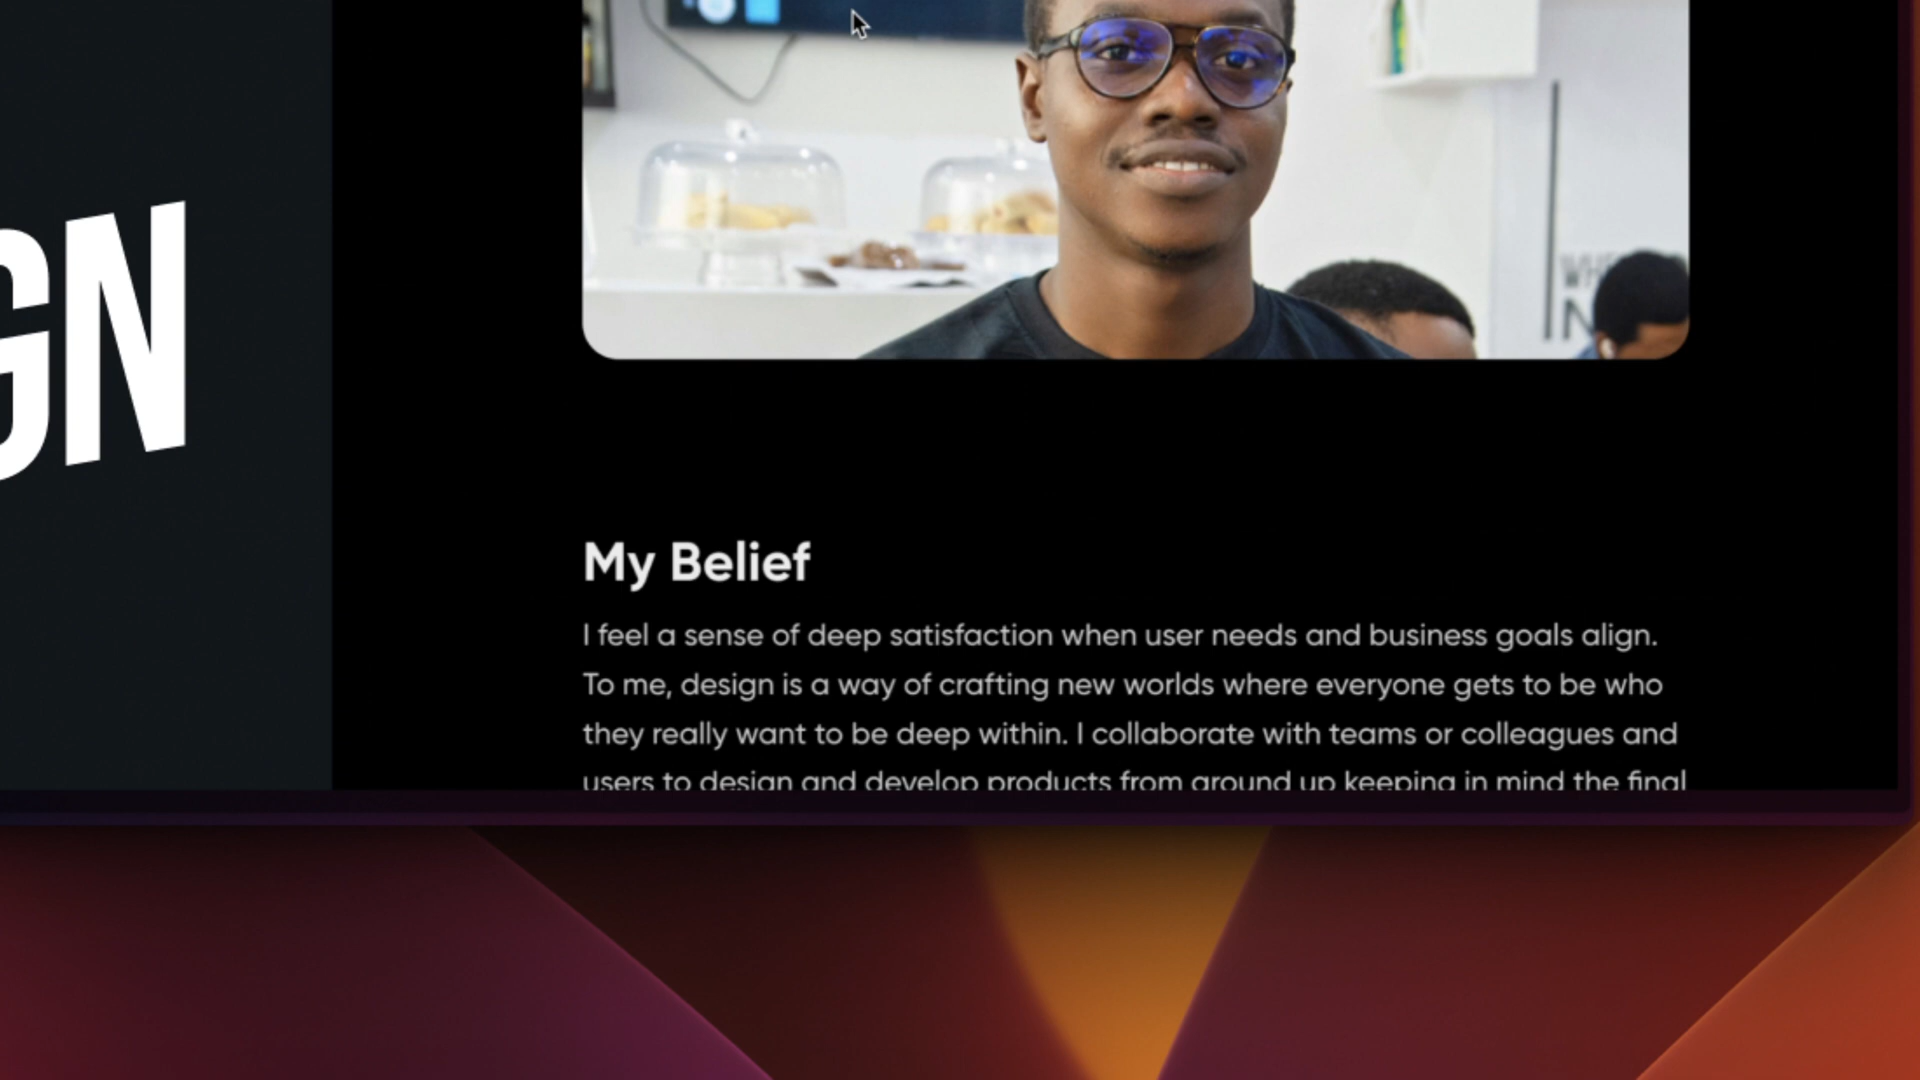 GN
My Belief
I feel a sense of deep satisfaction when user needs and business goals align.
To me, design is a way of crafting new worlds where everyone gets to be who
they really want to be deep within. I collaborate with teams or colleagues and
users to design and develop products from ground up keeping in mind the final